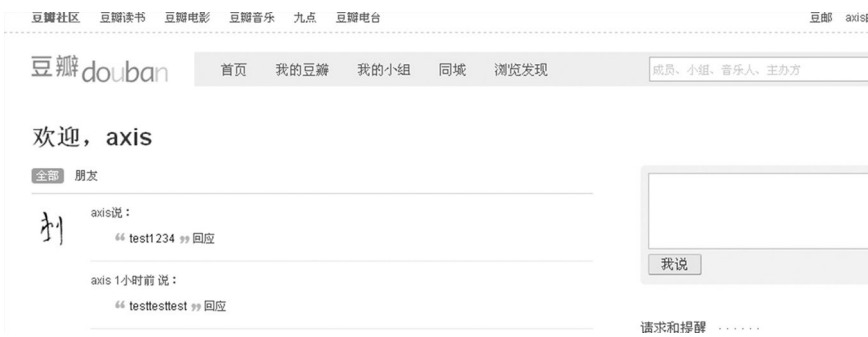 豆瓣社区 豆瓣读书 豆瓣电影 豆瓣音乐 九点 豆瓣电台 豆邮 axis
豆瓣douban 首页 我的豆瓣 我的小组 同城 浏览发现 成员、小组、音乐人、主办方
欢迎，axis
全部 朋友
axis说：
“ test1234 ” 回应
我说
axis 1小时前 说：
“ testtesttest ” 回应
请求和提醒 · · · · · ·